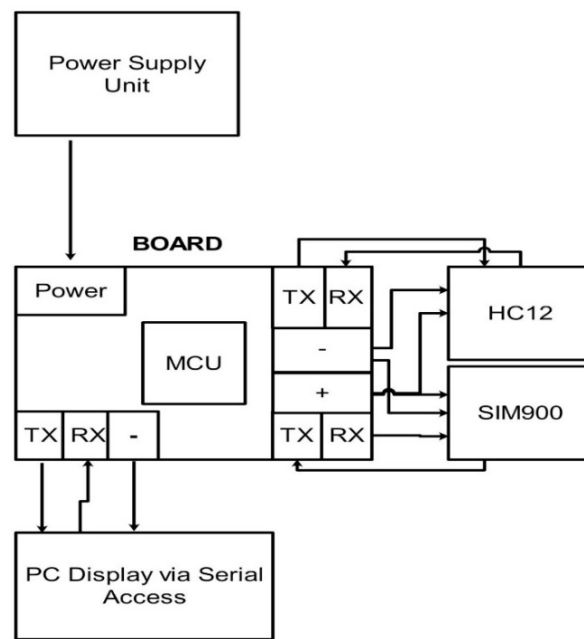 Power Supply
Unit
BOARD
Power
TX RX
HC12
-
MCU
+
SIM900
TX RX -
TX RX
PC Display via Serial
Access